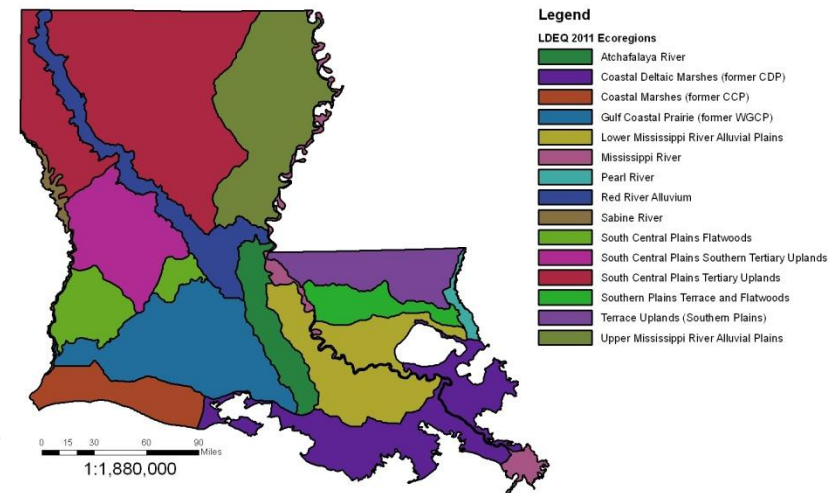 Legend
LDEQ 2011 Ecoregions
Atchafalaya River
Coastal Deltaic Marshes (former CDP)
Coastal Marshes (former CCP)
Gulf Coastal Prairie (former WGCP)
Lower Mississippi River Alluvial Plains
Mississippi River
Pearl River
Red River Alluvium
Sabine River
South Central Plains Flatwoods
South Central Plains Southern Tertiary Uplands
South Central Plains Tertiary Uplands
Southern Plains Terrace and Flatwoods
Terrace Uplands (Southern Plains)
Upper Mississippi River Alluvial Plains
0 15 30 60 90
Miles
1:1,880,000